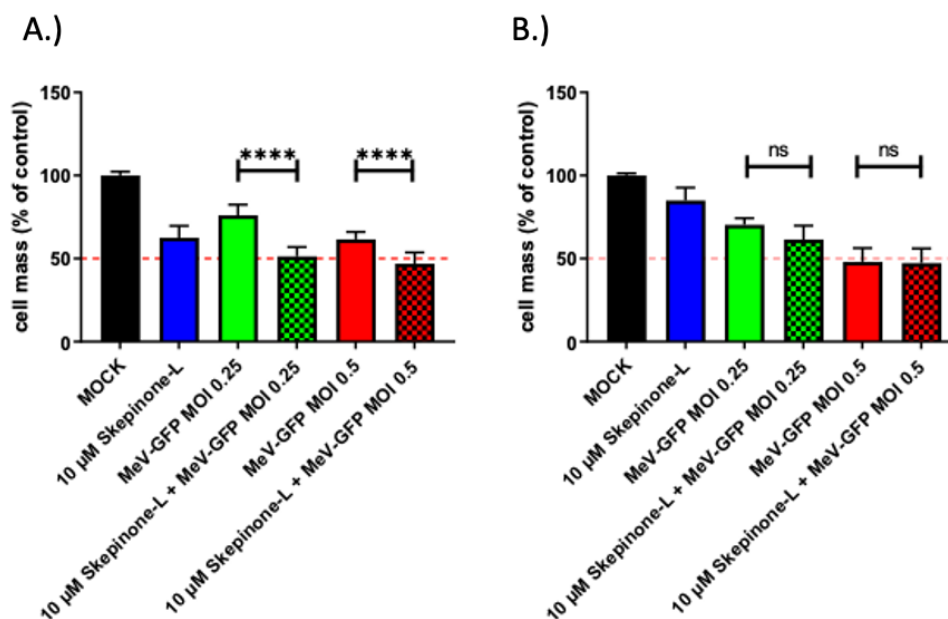 A.)
cell mass (% of control)
150
100
50
0
****
****
MOCK
10 µM Skepinone-L
MeV-GFP MOI 0.25
10 µM Skepinone-L + MeV-GFP MOI 0.25
MeV-GFP MOI 0.5
10 µM Skepinone-L + MeV-GFP MOI 0.5
B.)
cell mass (% of control)
150
100
50
0
ns
ns
MOCK
10 µM Skepinone-L
MeV-GFP MOI 0.25
10 µM Skepinone-L + MeV-GFP MOI 0.25
MeV-GFP MOI 0.5
10 µM Skepinone-L + MeV-GFP MOI 0.5